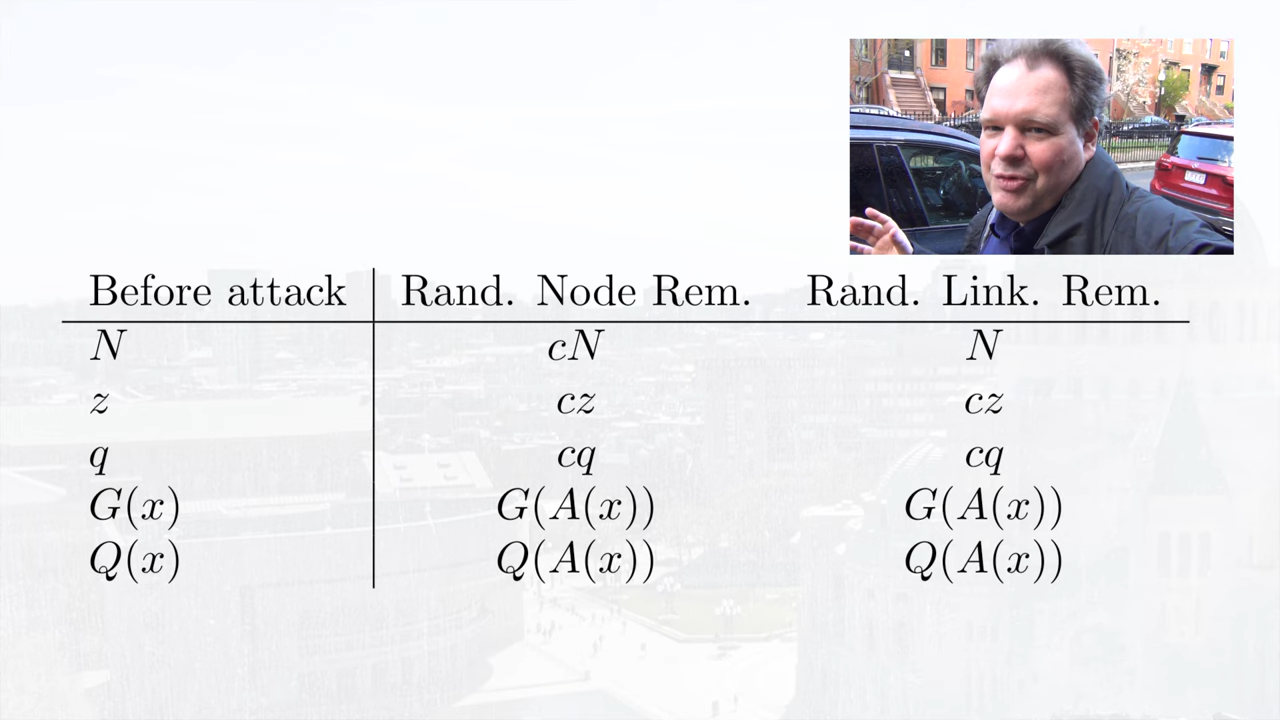 Before attack Rand. Node Rem. Rand. Link. Rem.
N cN N
z cz cz
q cq cq
G(x) G(A(x)) G(A(x))
Q(x) Q(A(x)) Q(A(x))